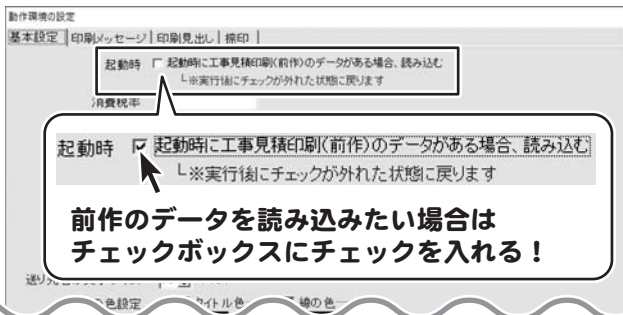 動作環境の設定
基本設定 印刷メッセージ 印刷見出し 捺印
起動時 起動時に工事見積印刷(前作)のデータがある場合、読み込む
└※実行後にチェックが外れた状態に戻ります
消費税率
起動時 起動時に工事見積印刷(前作)のデータがある場合、読み込む
└※実行後にチェックが外れた状態に戻ります
前作のデータを読み込みたい場合は
チェックボックスにチェックを入れる！
送り先
色設定 タイトル色 線の色